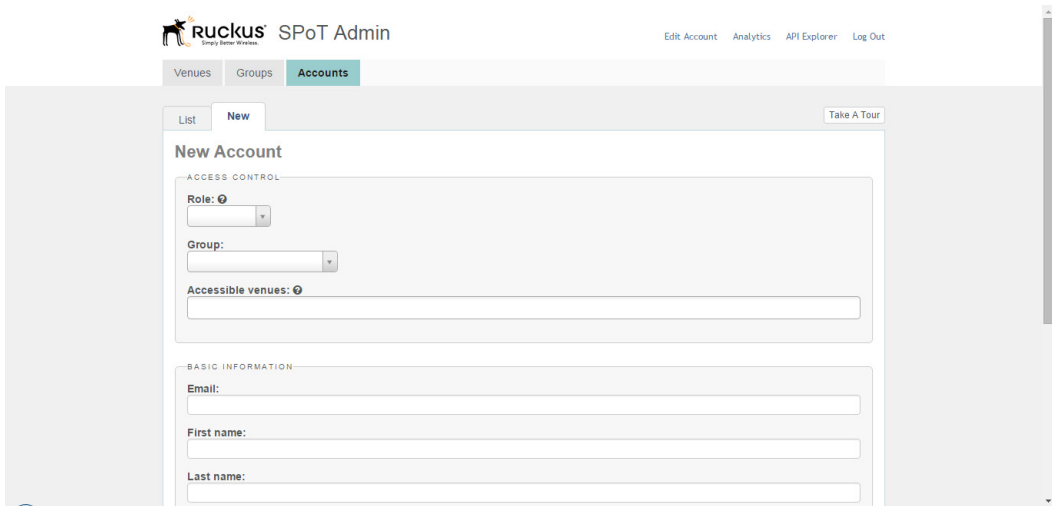 Ruckus SPoT Admin
Simply Better Wireless.
Edit Account Analytics API Explorer Log Out
Venues Groups Accounts
List New Take A Tour
New Account
ACCESS CONTROL
Role:
Group:
Accessible venues:
BASIC INFORMATION
Email:
First name:
Last name: